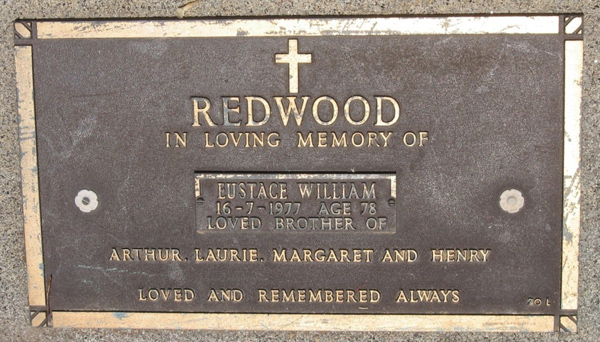 REDWOOD
IN LOVING MEMORY OF
EUSTACE WILLIAM
16-7-1977 AGE 78
LOVED BROTHER OF
ARTHUR. LAURIE. MARGARET AND HENRY
LOVED AND REMEMBERED ALWAYS